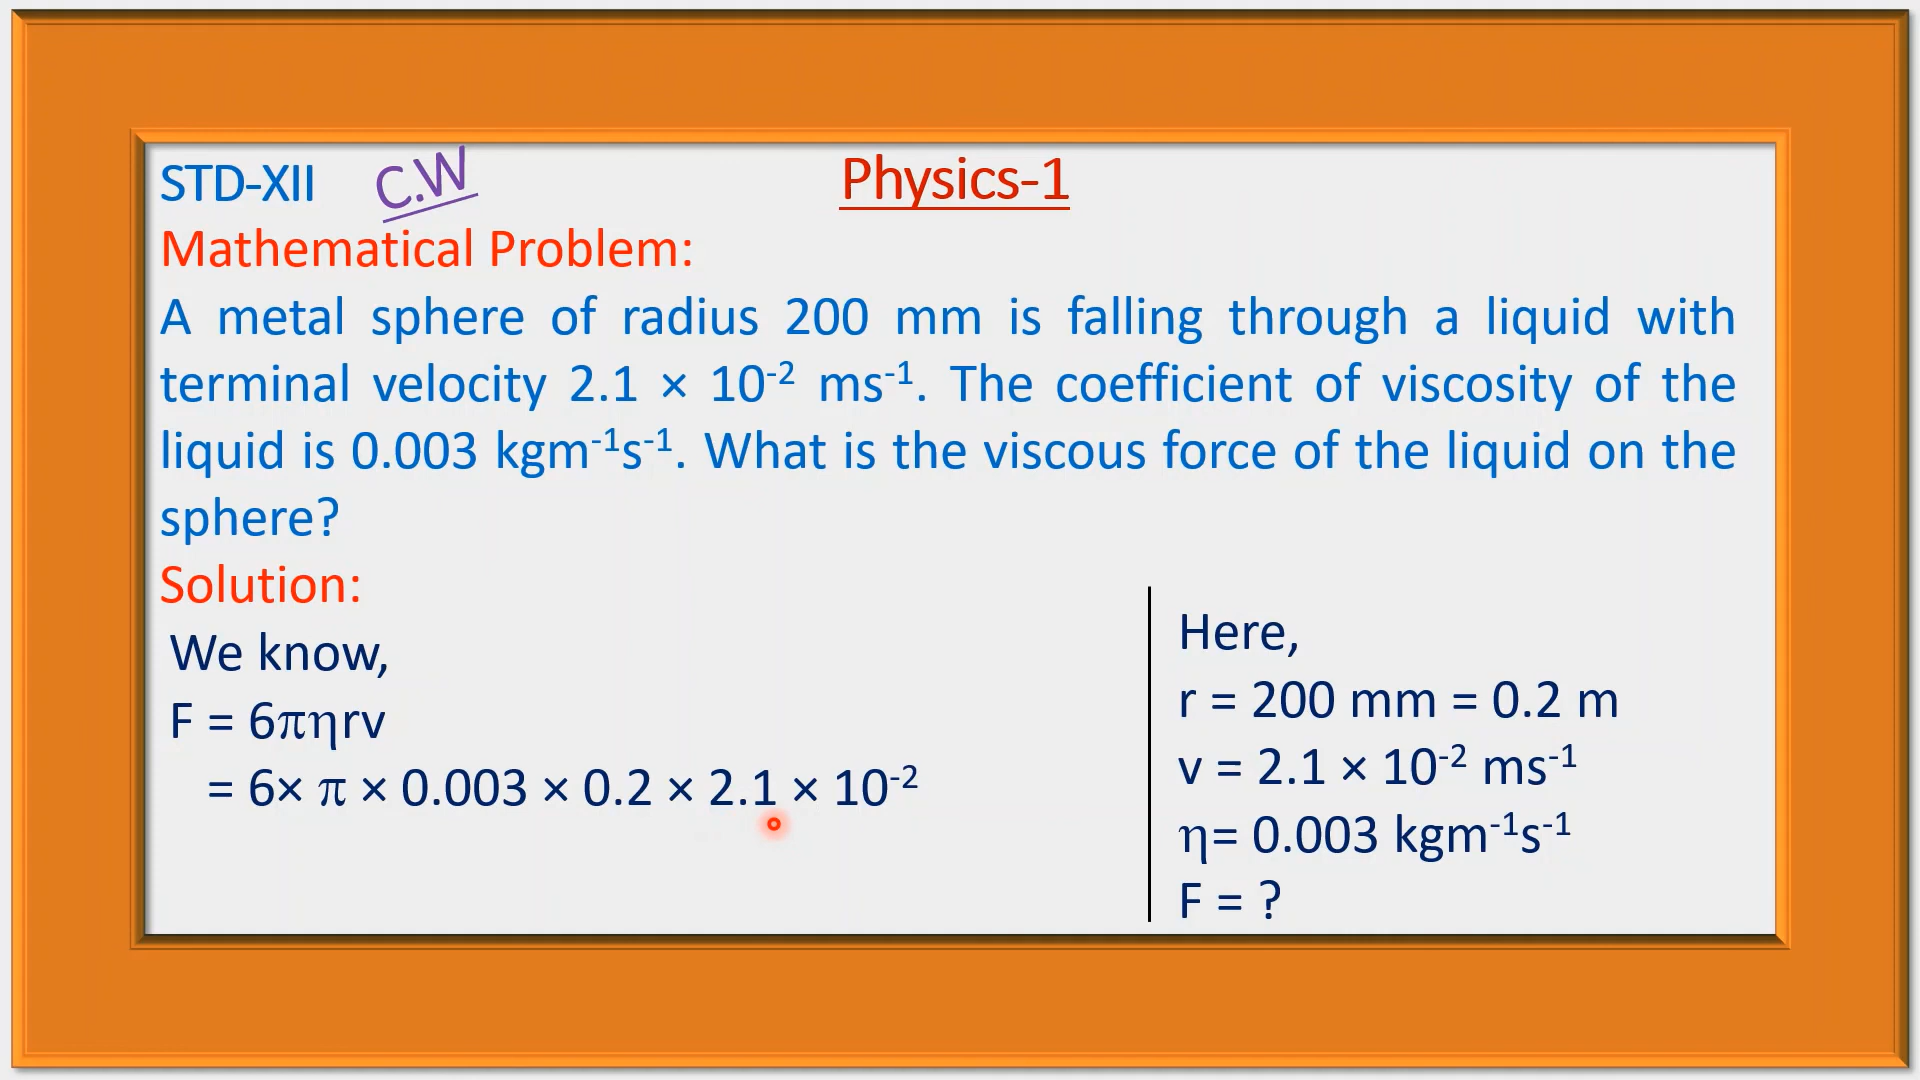 STD-XII C.W Physics-1
Mathematical Problem:
A metal sphere of radius 200 mm is falling through a liquid with
terminal velocity 2.1 × 10⁻² ms⁻¹. The coefficient of viscosity of the
liquid is 0.003 kgm⁻¹s⁻¹. What is the viscous force of the liquid on the
sphere?
Solution:
We know,
F = 6πηrv
= 6× π × 0.003 × 0.2 × 2.1 × 10⁻²
Here,
r = 200 mm = 0.2 m
v = 2.1 × 10⁻² ms⁻¹
η= 0.003 kgm⁻¹s⁻¹
F = ?